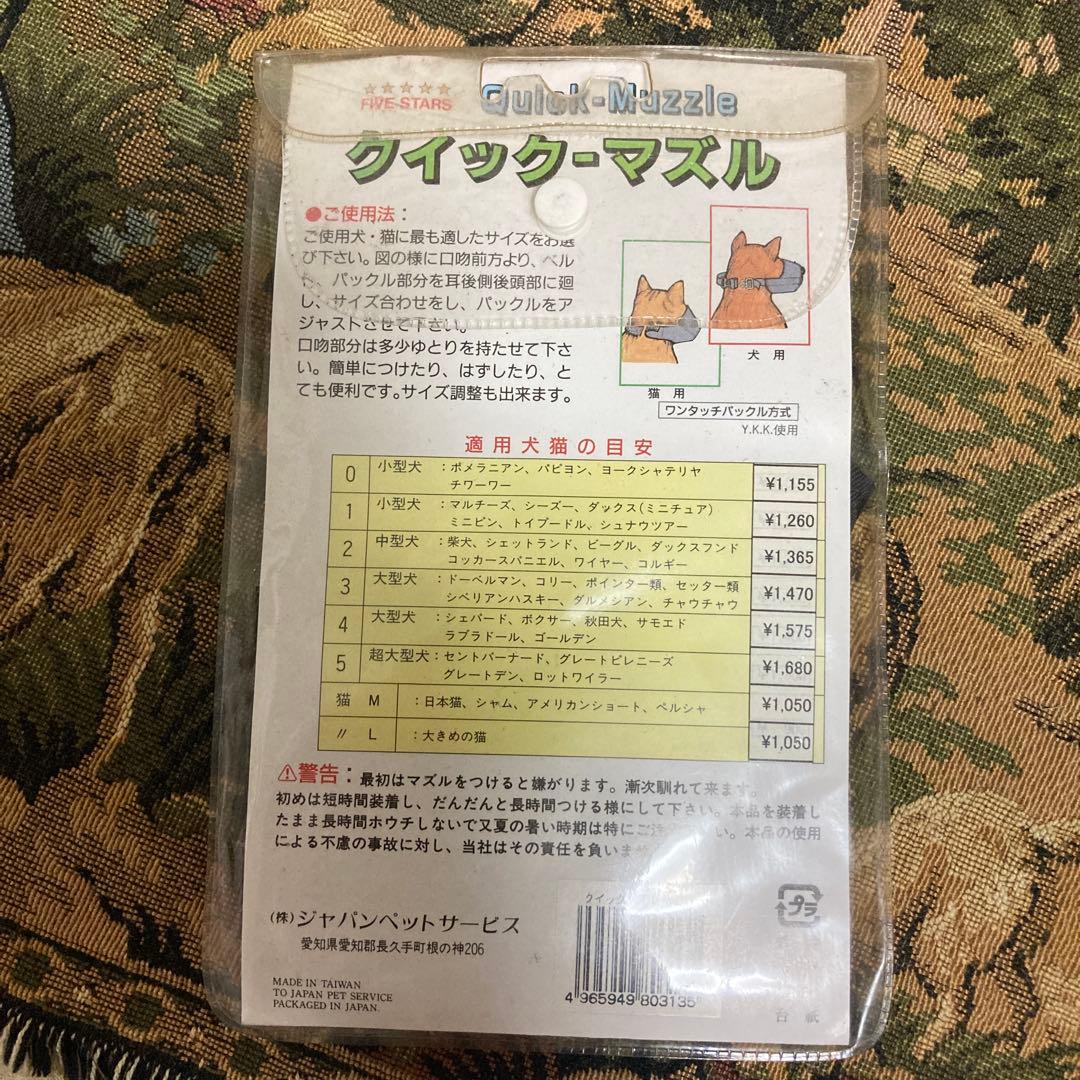 FIVE-STARS
Quick-Muzzle
クイック-マズル
●ご使用法：
ご使用犬・猫に最も適したサイズをお選
び下さい。図の様に口吻前方より、ベル
、バックル部分を耳後側後頭部に廻
し、サイズ合わせをし、バックルをア
ジャストさせて下さい。
口吻部分は多少ゆとりを持たせて下さ
い。簡単につけたり、はずしたり、と
ても便利です。サイズ調整も出来ます。
犬用
猫用
ワンタッチバックル方式
Y.K.K.使用
適用犬猫の目安
0 小型犬：ポメラニアン、パピヨン、ヨークシャテリヤ ¥1,155
チワーワー
1 小型犬：マルチーズ、シーズー、ダックス(ミニチュア) ¥1,260
ミニピン、トイプードル、シュナウツアー
2 中型犬：柴犬、シェットランド、ビーグル、ダックスフンド ¥1,365
コッカースパニエル、ワイヤー、コルギー
3 大型犬：ドーベルマン、コリー、ポインター類、セッター類 ¥1,470
シベリアンハスキー、ダルメシアン、チャウチャウ
4 大型犬：シェパード、ボクサー、秋田犬、サモエド ¥1,575
ラブラドール、ゴールデン
5 超大型犬：セントバーナード、グレートピレニーズ ¥1,680
グレートデン、ロットワイラー
猫 M：日本猫、シャム、アメリカンショート、ペルシャ ¥1,050
〃 L：大きめの猫 ¥1,050
⚠警告：最初はマズルをつけると嫌がります。漸次馴れて来ます。
初めは短時間装着し、だんだんと長時間つける様にして下さい。本品を装着し
たまま長時間ホウチしないで又夏の暑い時期は特にご い。本品の使用
による不慮の事故に対し、当社はその責任を負いま
クイッ
プラ
(株)ジャパンペットサービス
愛知県愛知郡長久手町根の神206
MADE IN TAIWAN
TO JAPAN PET SERVICE
PACKAGED IN JAPAN.
4 965949 803135
台紙